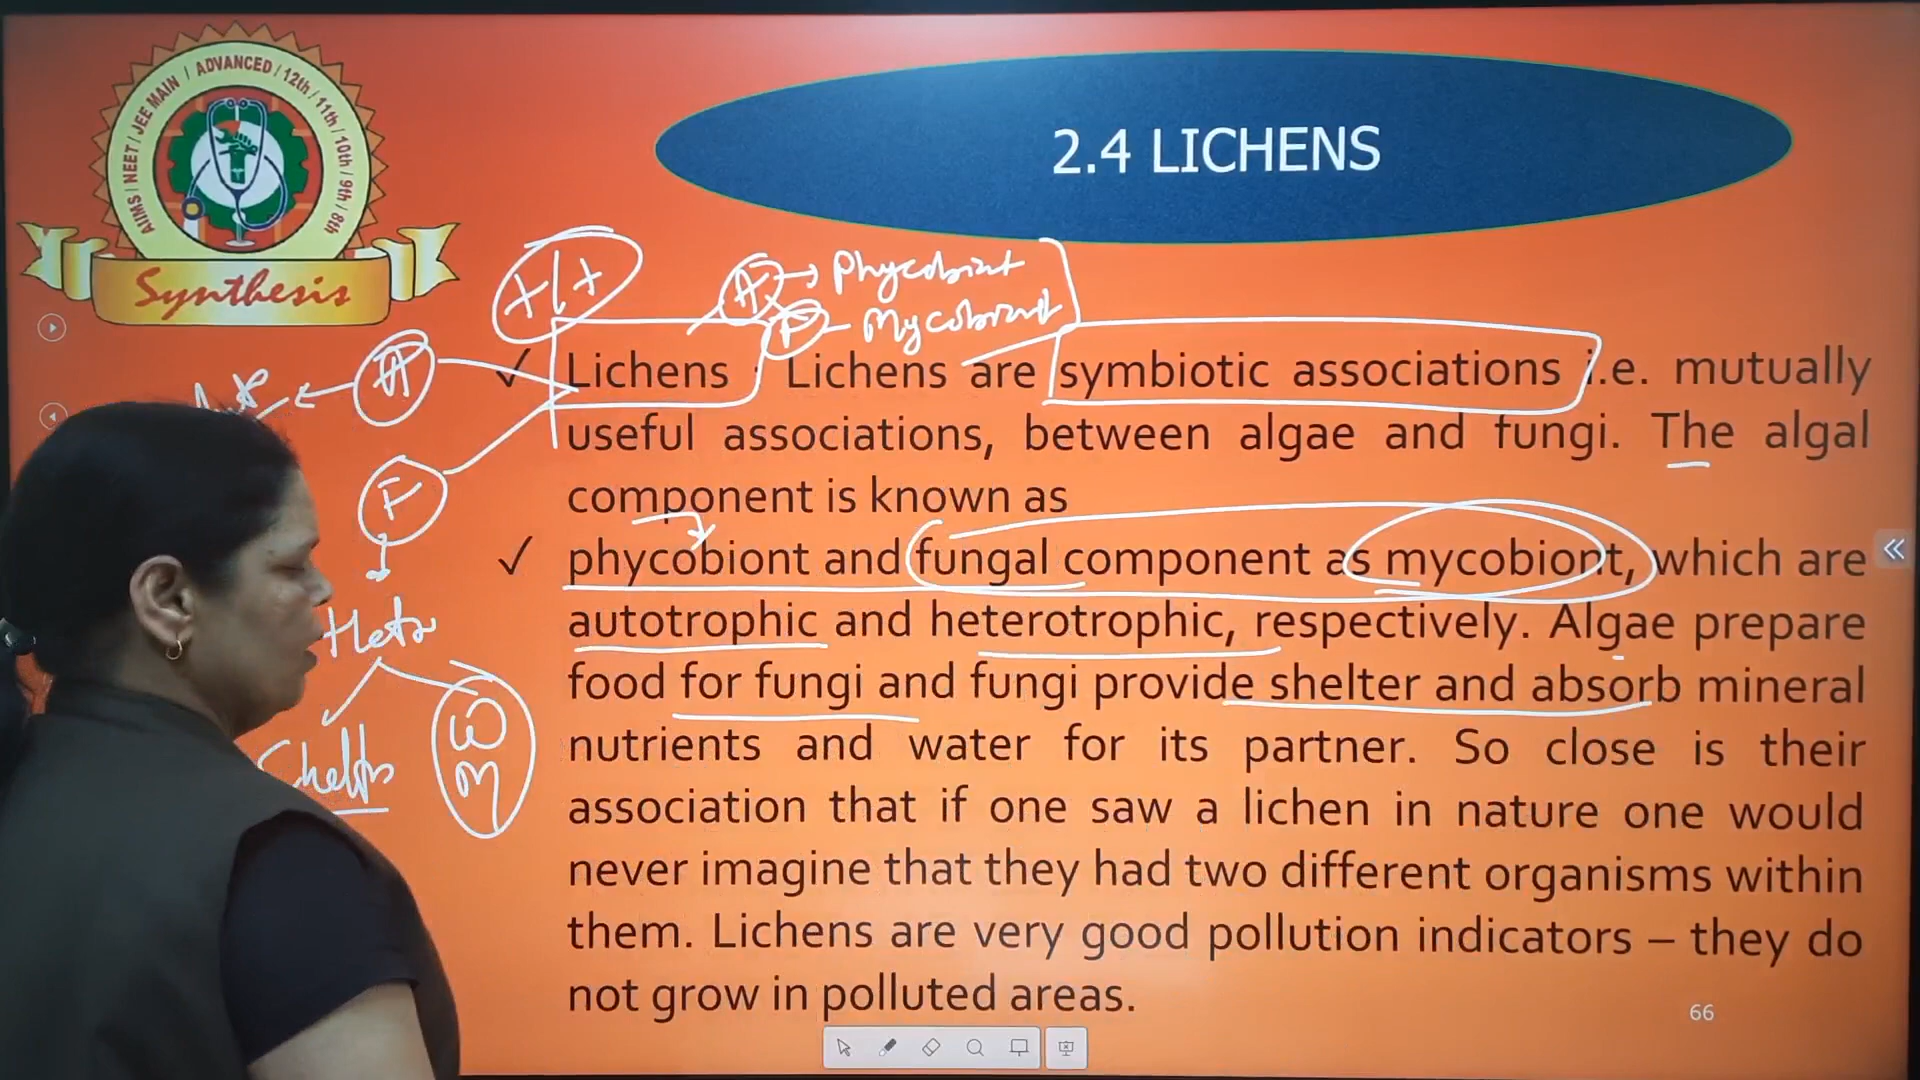 AIIMS / NEET / JEE MAIN / ADVANCED / 12th / 11th / 10th / 9th / 8th
Synthesis
2.4 LICHENS
+/+
A → Phycobiont
F - Mycobiont
A
✓ Lichens : Lichens are symbiotic associations i.e. mutually
useful associations, between algae and fungi. The algal
component is known as
F
✓ phycobiont and fungal component as mycobiont, which are
autotrophic and heterotrophic, respectively. Algae prepare
Hetr
food for fungi and fungi provide shelter and absorb mineral
W
M
nutrients and water for its partner. So close is their
association that if one saw a lichen in nature one would
never imagine that they had two different organisms within
them. Lichens are very good pollution indicators – they do
not grow in polluted areas.
66